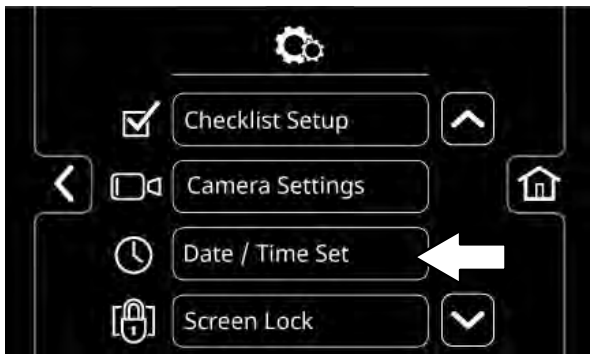 Checklist Setup
Camera Settings
Date / Time Set
Screen Lock